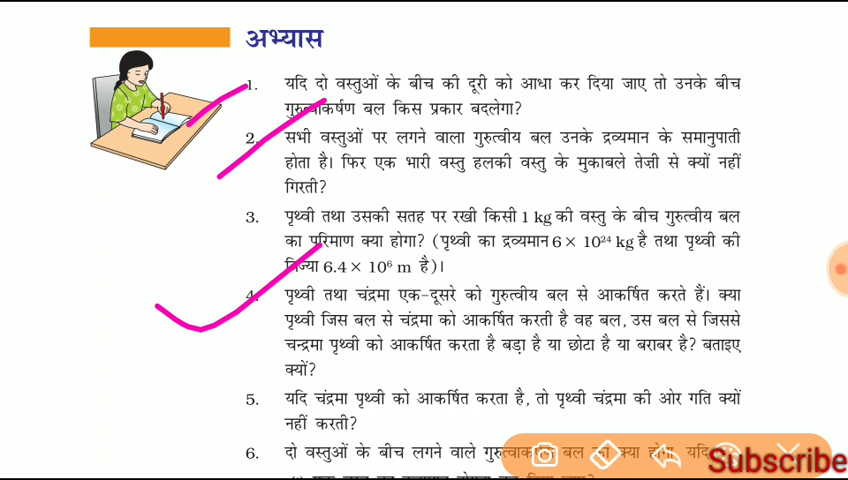 अभ्यास
1. यदि दो वस्तुओं के बीच की दूरी को आधा कर दिया जाए तो उनके बीच
गुरुत्वाकर्षण बल किस प्रकार बदलेगा?
2. सभी वस्तुओं पर लगने वाला गुरुत्वीय बल उनके द्रव्यमान के समानुपाती
होता है। फिर एक भारी वस्तु हलकी वस्तु के मुकाबले तेज़ी से क्यों नहीं
गिरती?
3. पृथ्वी तथा उसकी सतह पर रखी किसी 1 kg की वस्तु के बीच गुरुत्वीय बल
का परिमाण क्या होगा? (पृथ्वी का द्रव्यमान 6 × 10²⁴ kg है तथा पृथ्वी की
त्रिज्या 6.4 × 10⁶ m है)।
4. पृथ्वी तथा चंद्रमा एक-दूसरे को गुरुत्वीय बल से आकर्षित करते हैं। क्या
पृथ्वी जिस बल से चंद्रमा को आकर्षित करती है वह बल, उस बल से जिससे
चन्द्रमा पृथ्वी को आकर्षित करता है बड़ा है या छोटा है या बराबर है? बताइए
क्यों?
5. यदि चंद्रमा पृथ्वी को आकर्षित करता है, तो पृथ्वी चंद्रमा की ओर गति क्यों
नहीं करती?
6. दो वस्तुओं के बीच लगने वाले गुरुत्वाकर्षण बल का क्या होगा, यदि
Subscribe